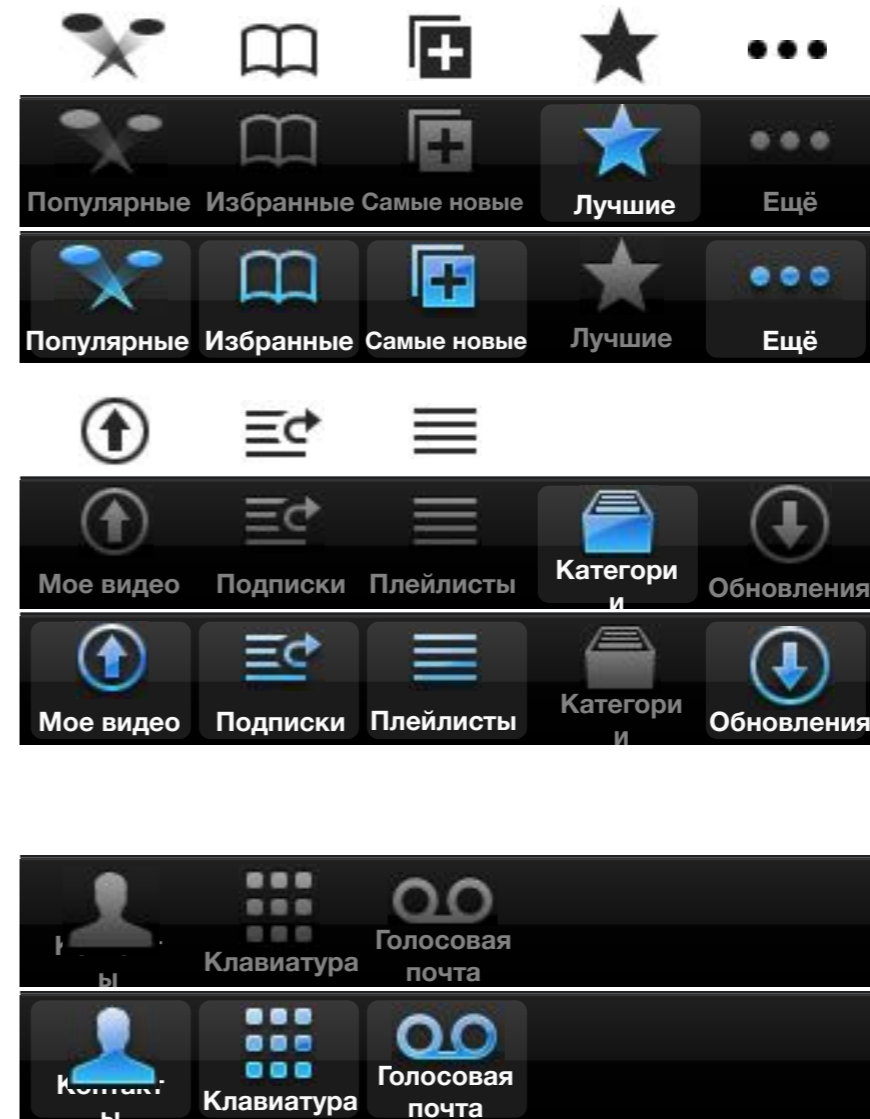 Популярные Избранные Самые новые Лучшие Ещё
Популярные Избранные Самые новые Лучшие Ещё
Мое видео Подписки Плейлисты Категори Обновления
и
Мое видео Подписки Плейлисты Категори Обновления
и
Клавиатура Голосовая
ы почта
Контакт Клавиатура Голосовая
ы почта